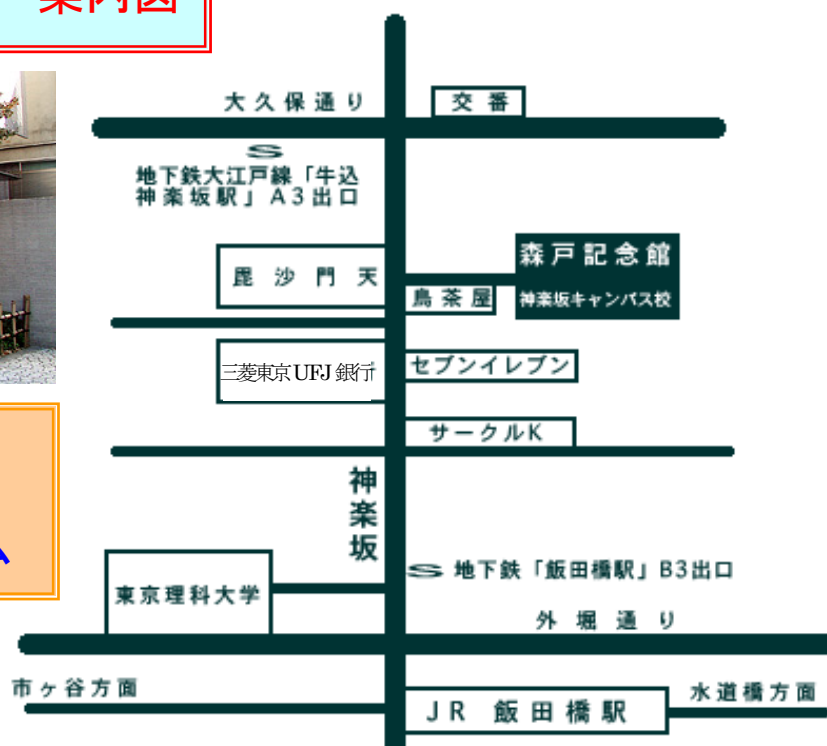 案内図
大久保通り
交番
地下鉄大江戸線「牛込
神楽坂駅」A3出口
毘沙門天
森戸記念館
神楽坂キャンパス校
鳥茶屋
三菱東京UFJ銀行
セブンイレブン
サークルK
神楽坂
地下鉄「飯田橋駅」B3出口
東京理科大学
外堀通り
市ヶ谷方面
JR 飯田橋駅
水道橋方面